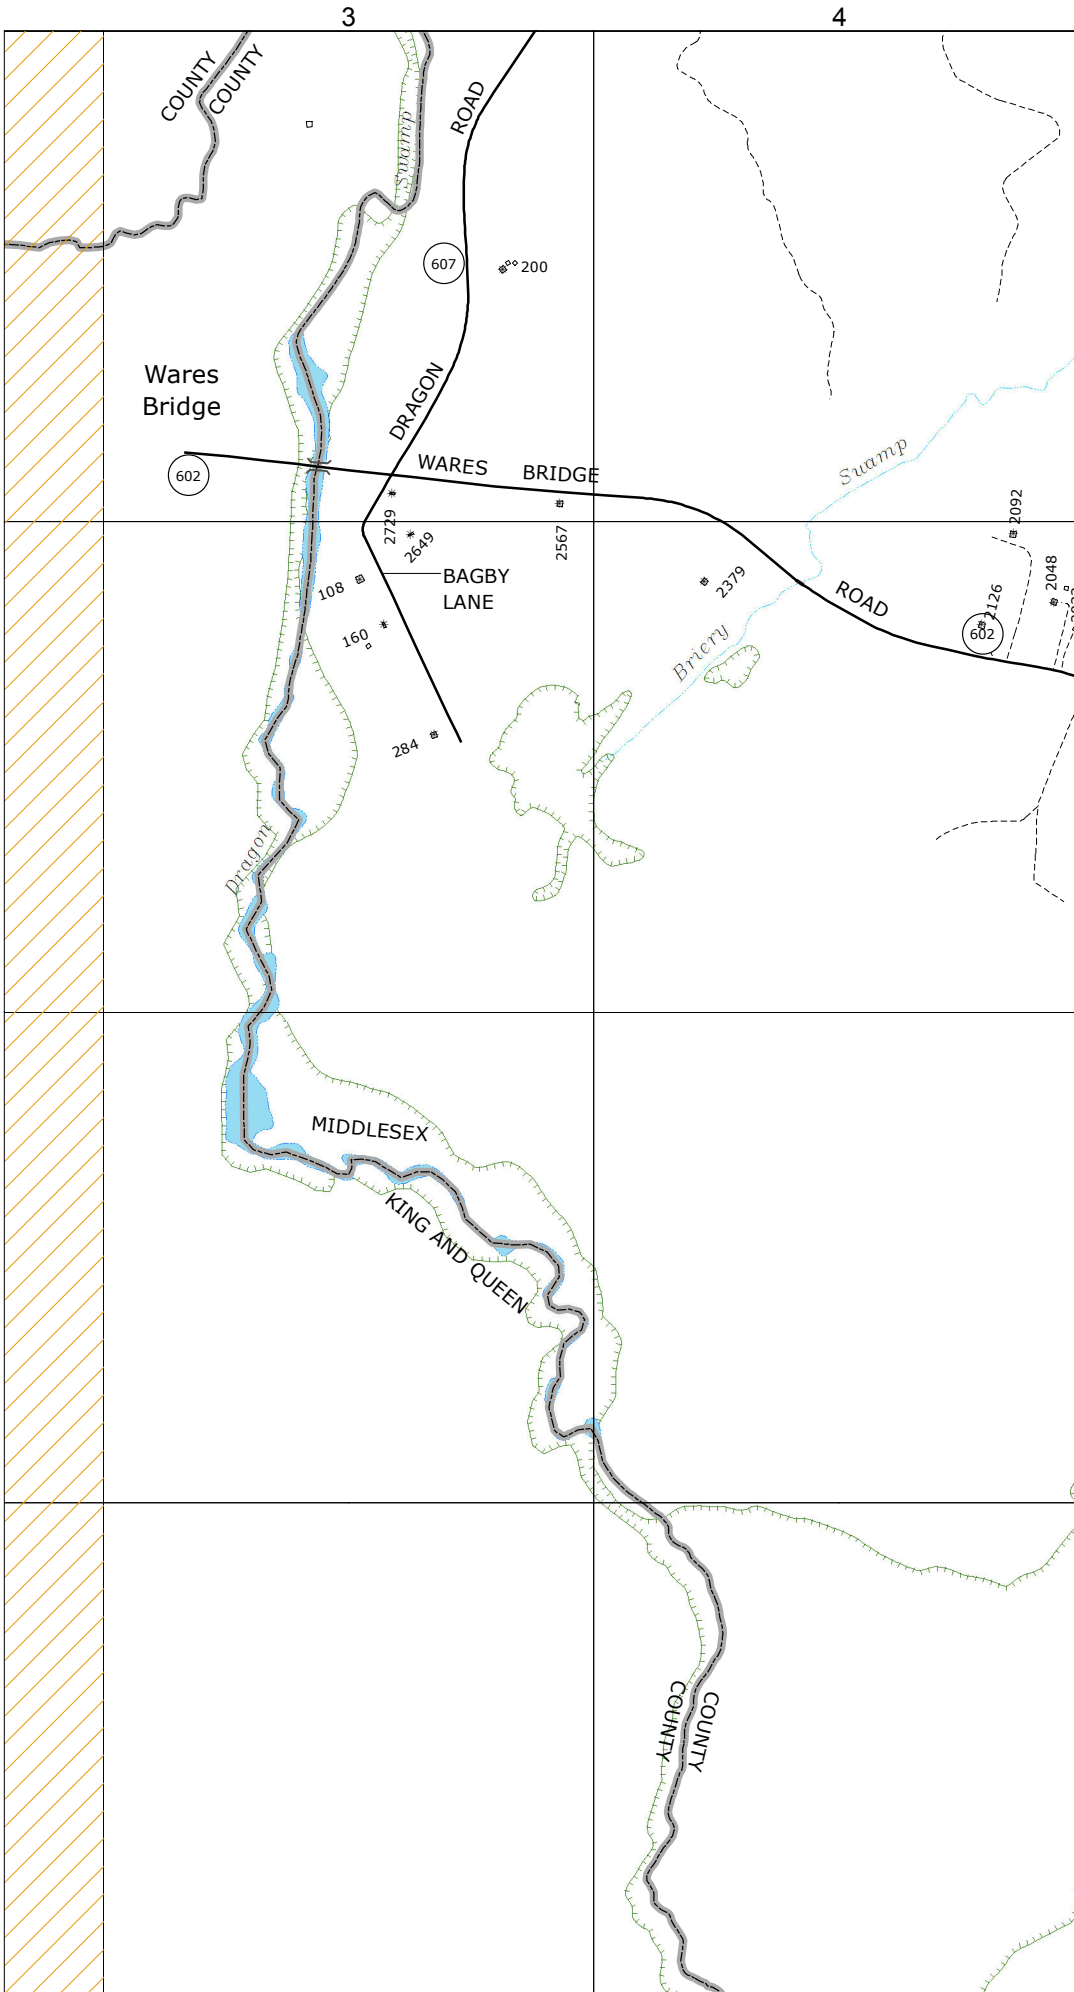 3
4
COUNTY
COUNTY
Swamp
ROAD
607
200
Wares
Bridge
DRAGON
602
WARES BRIDGE
Swamp
2729
2649
2567
2092
2379
108
BAGBY
LANE
ROAD
2126
2048
602
160
Briery
284
Dragon
MIDDLESEX
KING AND QUEEN
COUNTY
COUNTY